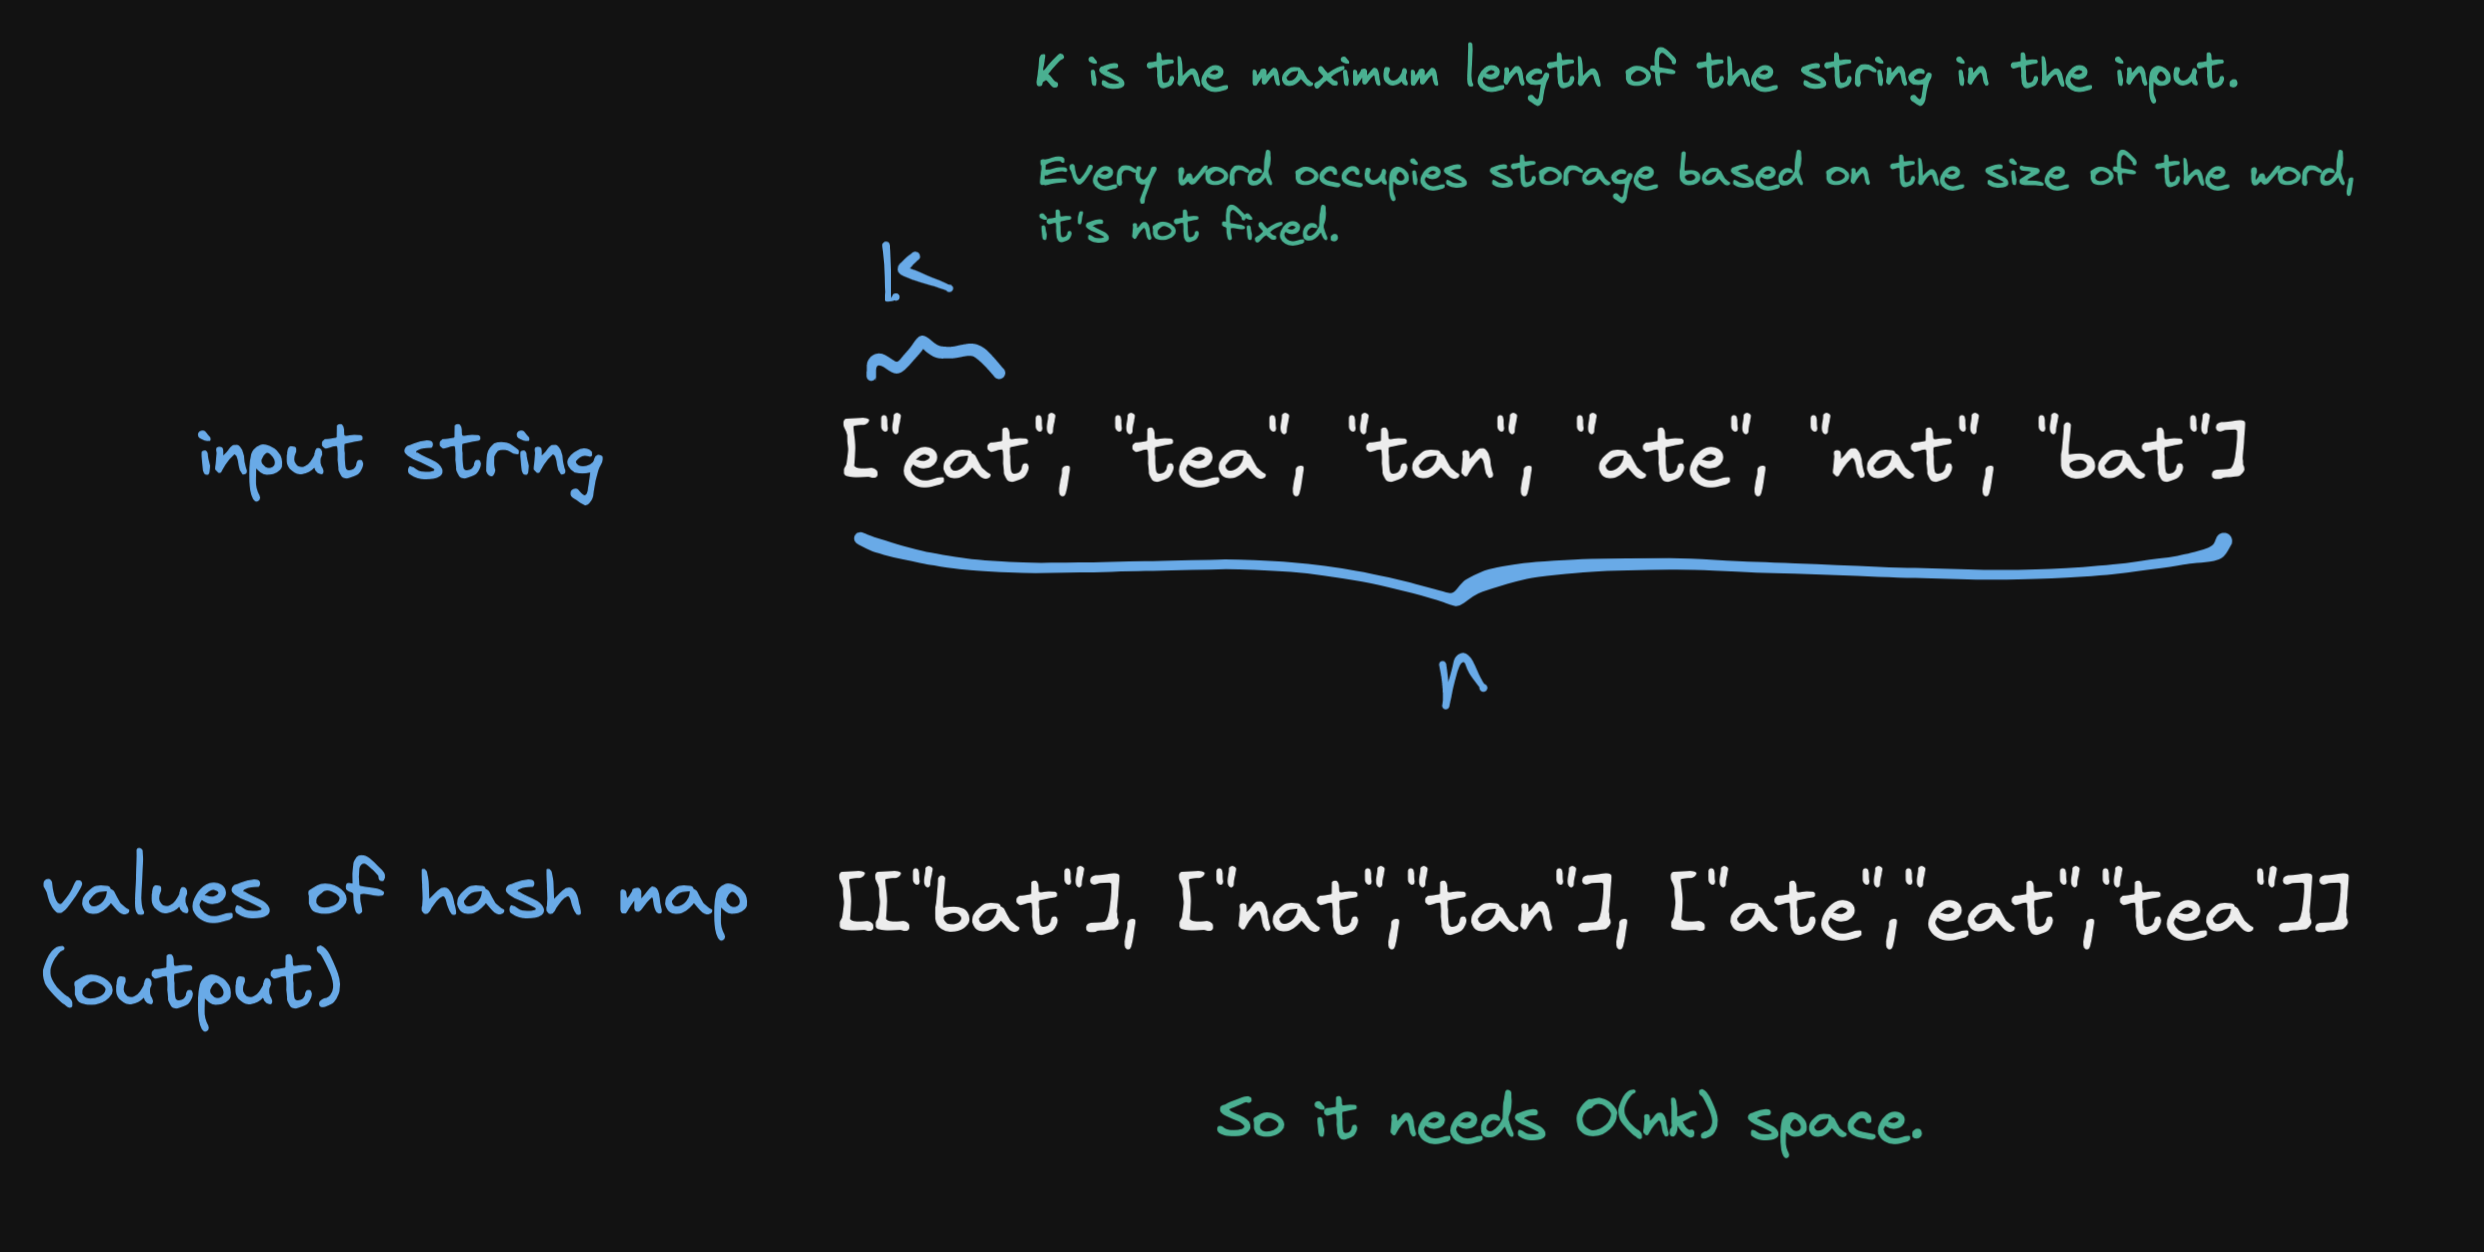 K is the maximum length of the string in the input.
Every word occupies storage based on the size of the word,
it's not fixed.
K
input string
["eat", "tea", "tan", "ate", "nat", "bat"]
n
values of hash map
(output)
[["bat"], ["nat","tan"], ["ate","eat","tea"]]
So it needs O(nk) space.